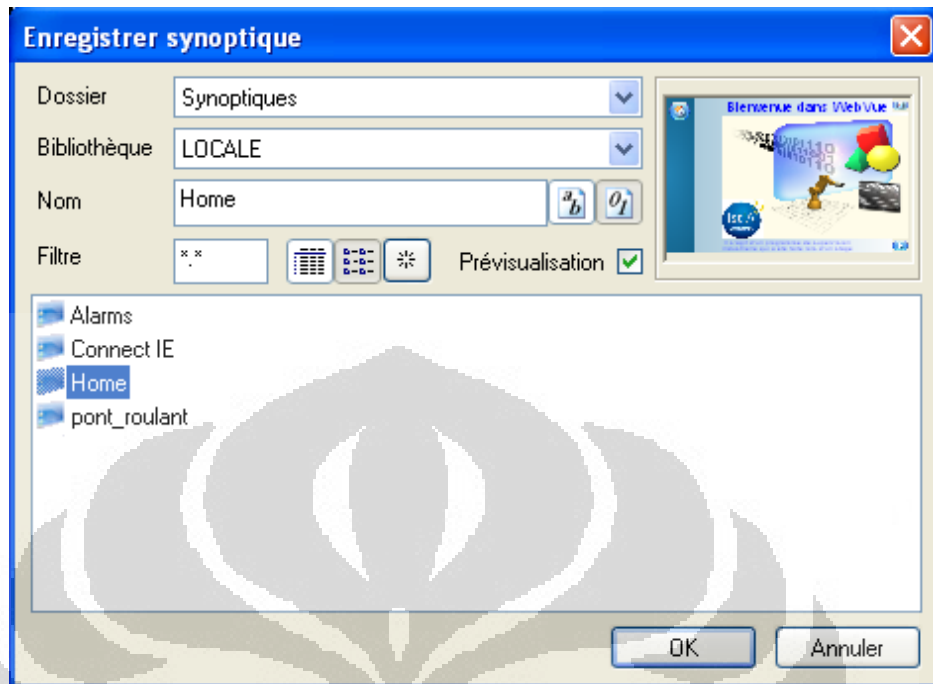 Enregistrer synoptique
Dossier Synoptiques
Bibliothèque LOCALE
Nom Home
Filtre *.* Prévisualisation
Bienvenue dans WebVue
Alarms
Connect IE
Home
pont_roulant
OK Annuler